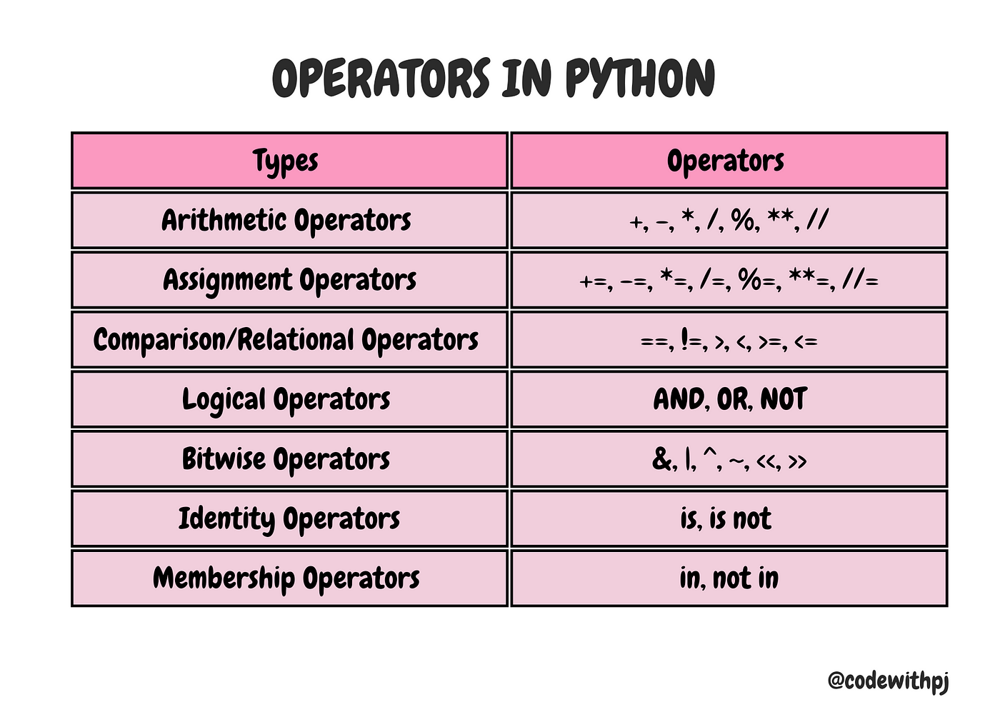 OPERATORS IN PYTHON
Types
Operators
Arithmetic Operators
+, -, *, /, %, **, //
Assignment Operators
+=, -=, *=, /=, %=, **=, //=
Comparison/Relational Operators
==, !=, >, <, >=, <=
Logical Operators
AND, OR, NOT
Bitwise Operators
&, |, ^, ~, <<, >>
Identity Operators
is, is not
Membership Operators
in, not in
@codewithpj